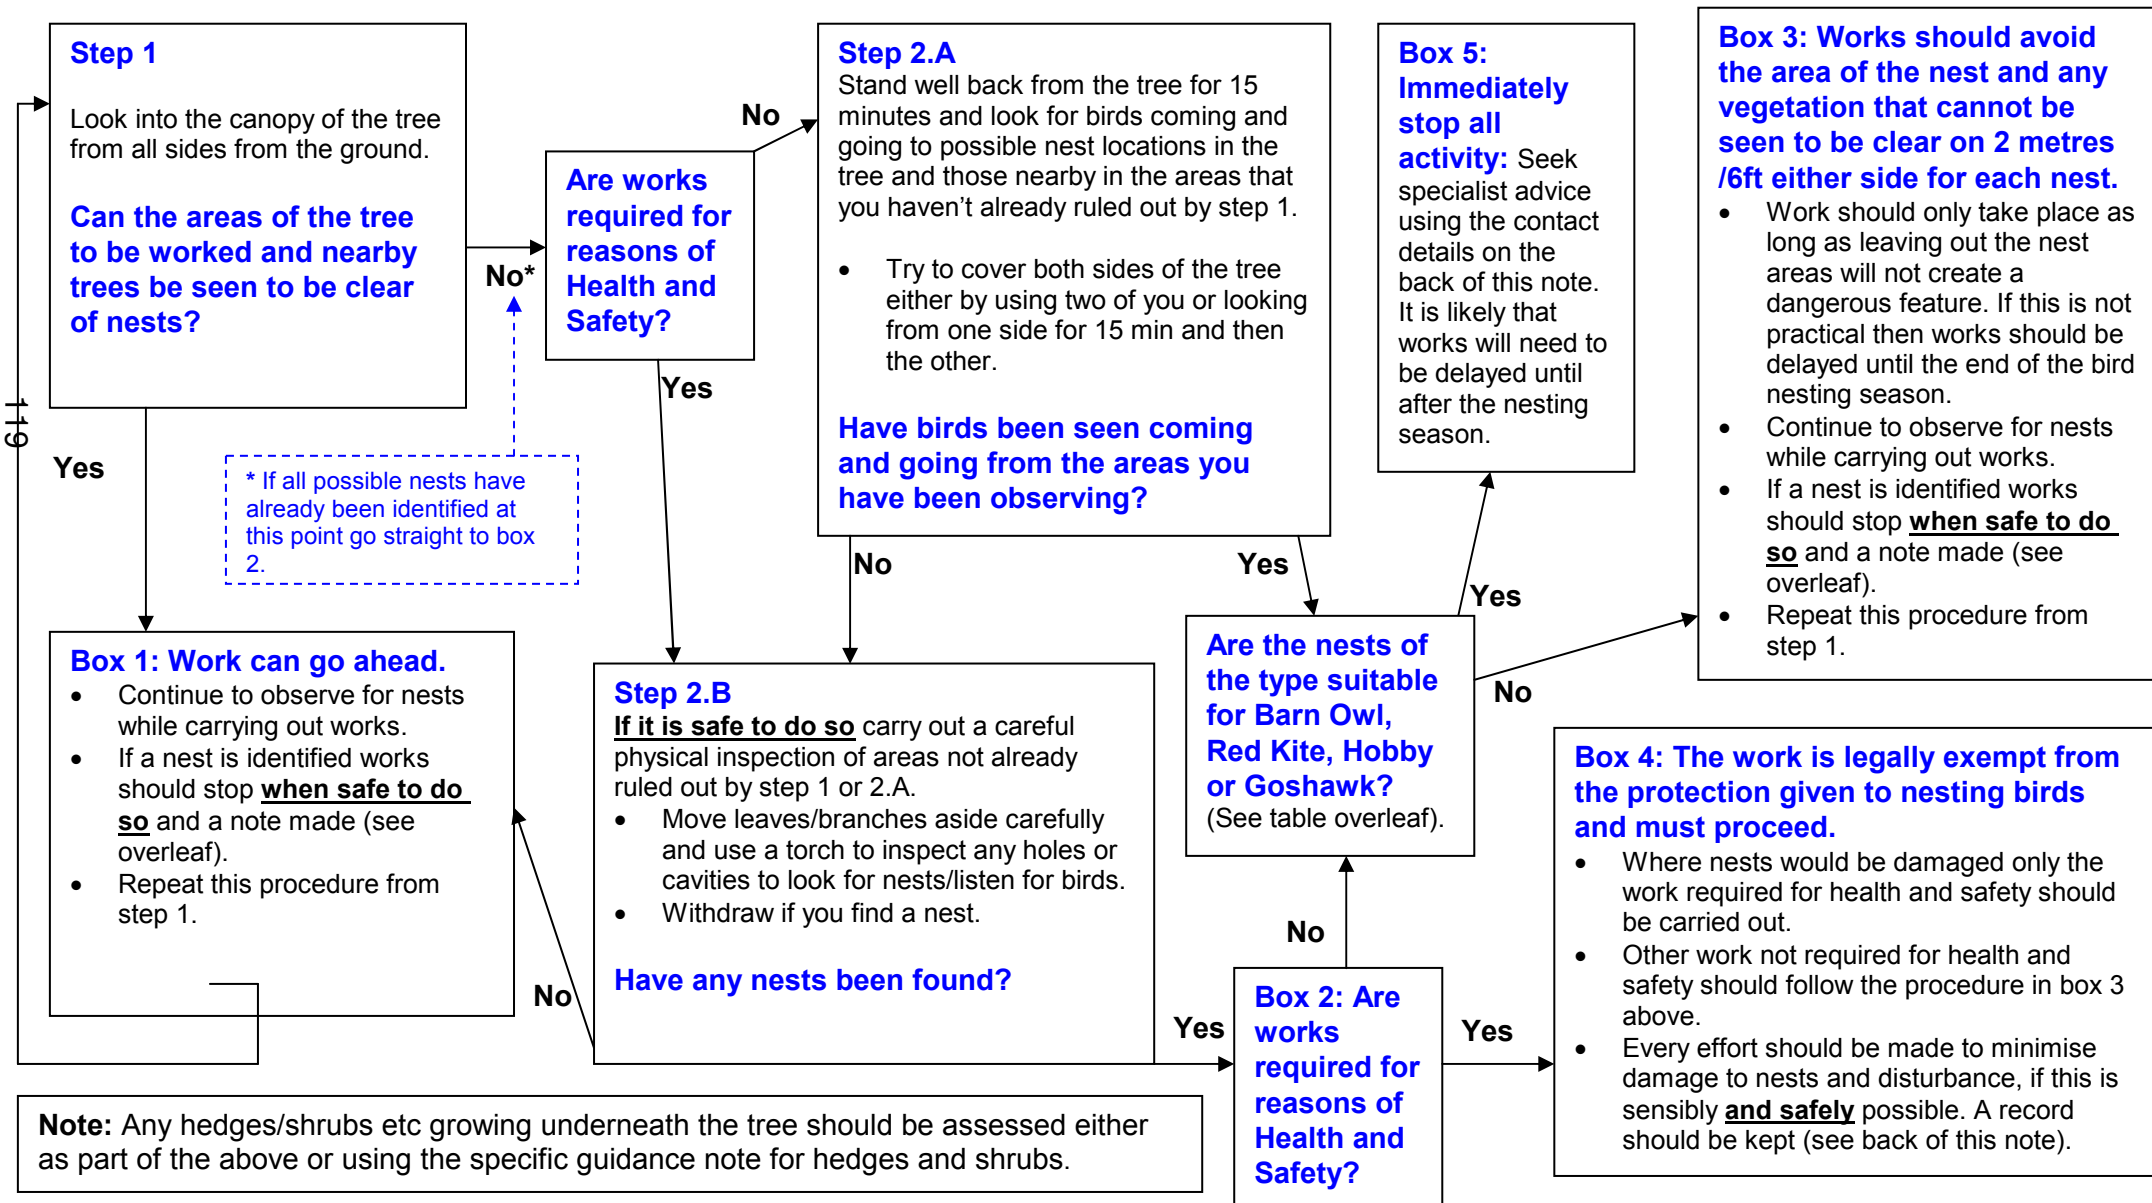 Step 1
Look into the canopy of the tree
from all sides from the ground.
Can the areas of the tree
to be worked and nearby
trees be seen to be clear
of nests?
119
Yes
No*
* If all possible nests have
already been identified at
this point go straight to box
2.
Are works
required for
reasons of
Health and
Safety?
No
Yes
Step 2.A
Stand well back from the tree for 15
minutes and look for birds coming and
going to possible nest locations in the
tree and those nearby in the areas that
you haven’t already ruled out by step 1.
• Try to cover both sides of the tree
either by using two of you or looking
from one side for 15 min and then
the other.
Have birds been seen coming
and going from the areas you
have been observing?
No
Yes
Box 5:
Immediately
stop all
activity: Seek
specialist advice
using the contact
details on the
back of this note.
It is likely that
works will need to
be delayed until
after the nesting
season.
Box 3: Works should avoid
the area of the nest and any
vegetation that cannot be
seen to be clear on 2 metres
/6ft either side for each nest.
• Work should only take place as
long as leaving out the nest
areas will not create a
dangerous feature. If this is not
practical then works should be
delayed until the end of the bird
nesting season.
• Continue to observe for nests
while carrying out works.
• If a nest is identified works
should stop when safe to do
so and a note made (see
overleaf).
• Repeat this procedure from
step 1.
Box 1: Work can go ahead.
• Continue to observe for nests
while carrying out works.
• If a nest is identified works
should stop when safe to do
so and a note made (see
overleaf).
• Repeat this procedure from
step 1.
Step 2.B
If it is safe to do so carry out a careful
physical inspection of areas not already
ruled out by step 1 or 2.A.
• Move leaves/branches aside carefully
and use a torch to inspect any holes or
cavities to look for nests/listen for birds.
• Withdraw if you find a nest.
Have any nests been found?
No
Yes
Are the nests of
the type suitable
for Barn Owl,
Red Kite, Hobby
or Goshawk?
(See table overleaf).
Yes
No
No
Box 2: Are
works
required for
reasons of
Health and
Safety?
Yes
Box 4: The work is legally exempt from
the protection given to nesting birds
and must proceed.
• Where nests would be damaged only the
work required for health and safety should
be carried out.
• Other work not required for health and
safety should follow the procedure in box 3
above.
• Every effort should be made to minimise
damage to nests and disturbance, if this is
sensibly and safely possible. A record
should be kept (see back of this note).
Note: Any hedges/shrubs etc growing underneath the tree should be assessed either
as part of the above or using the specific guidance note for hedges and shrubs.